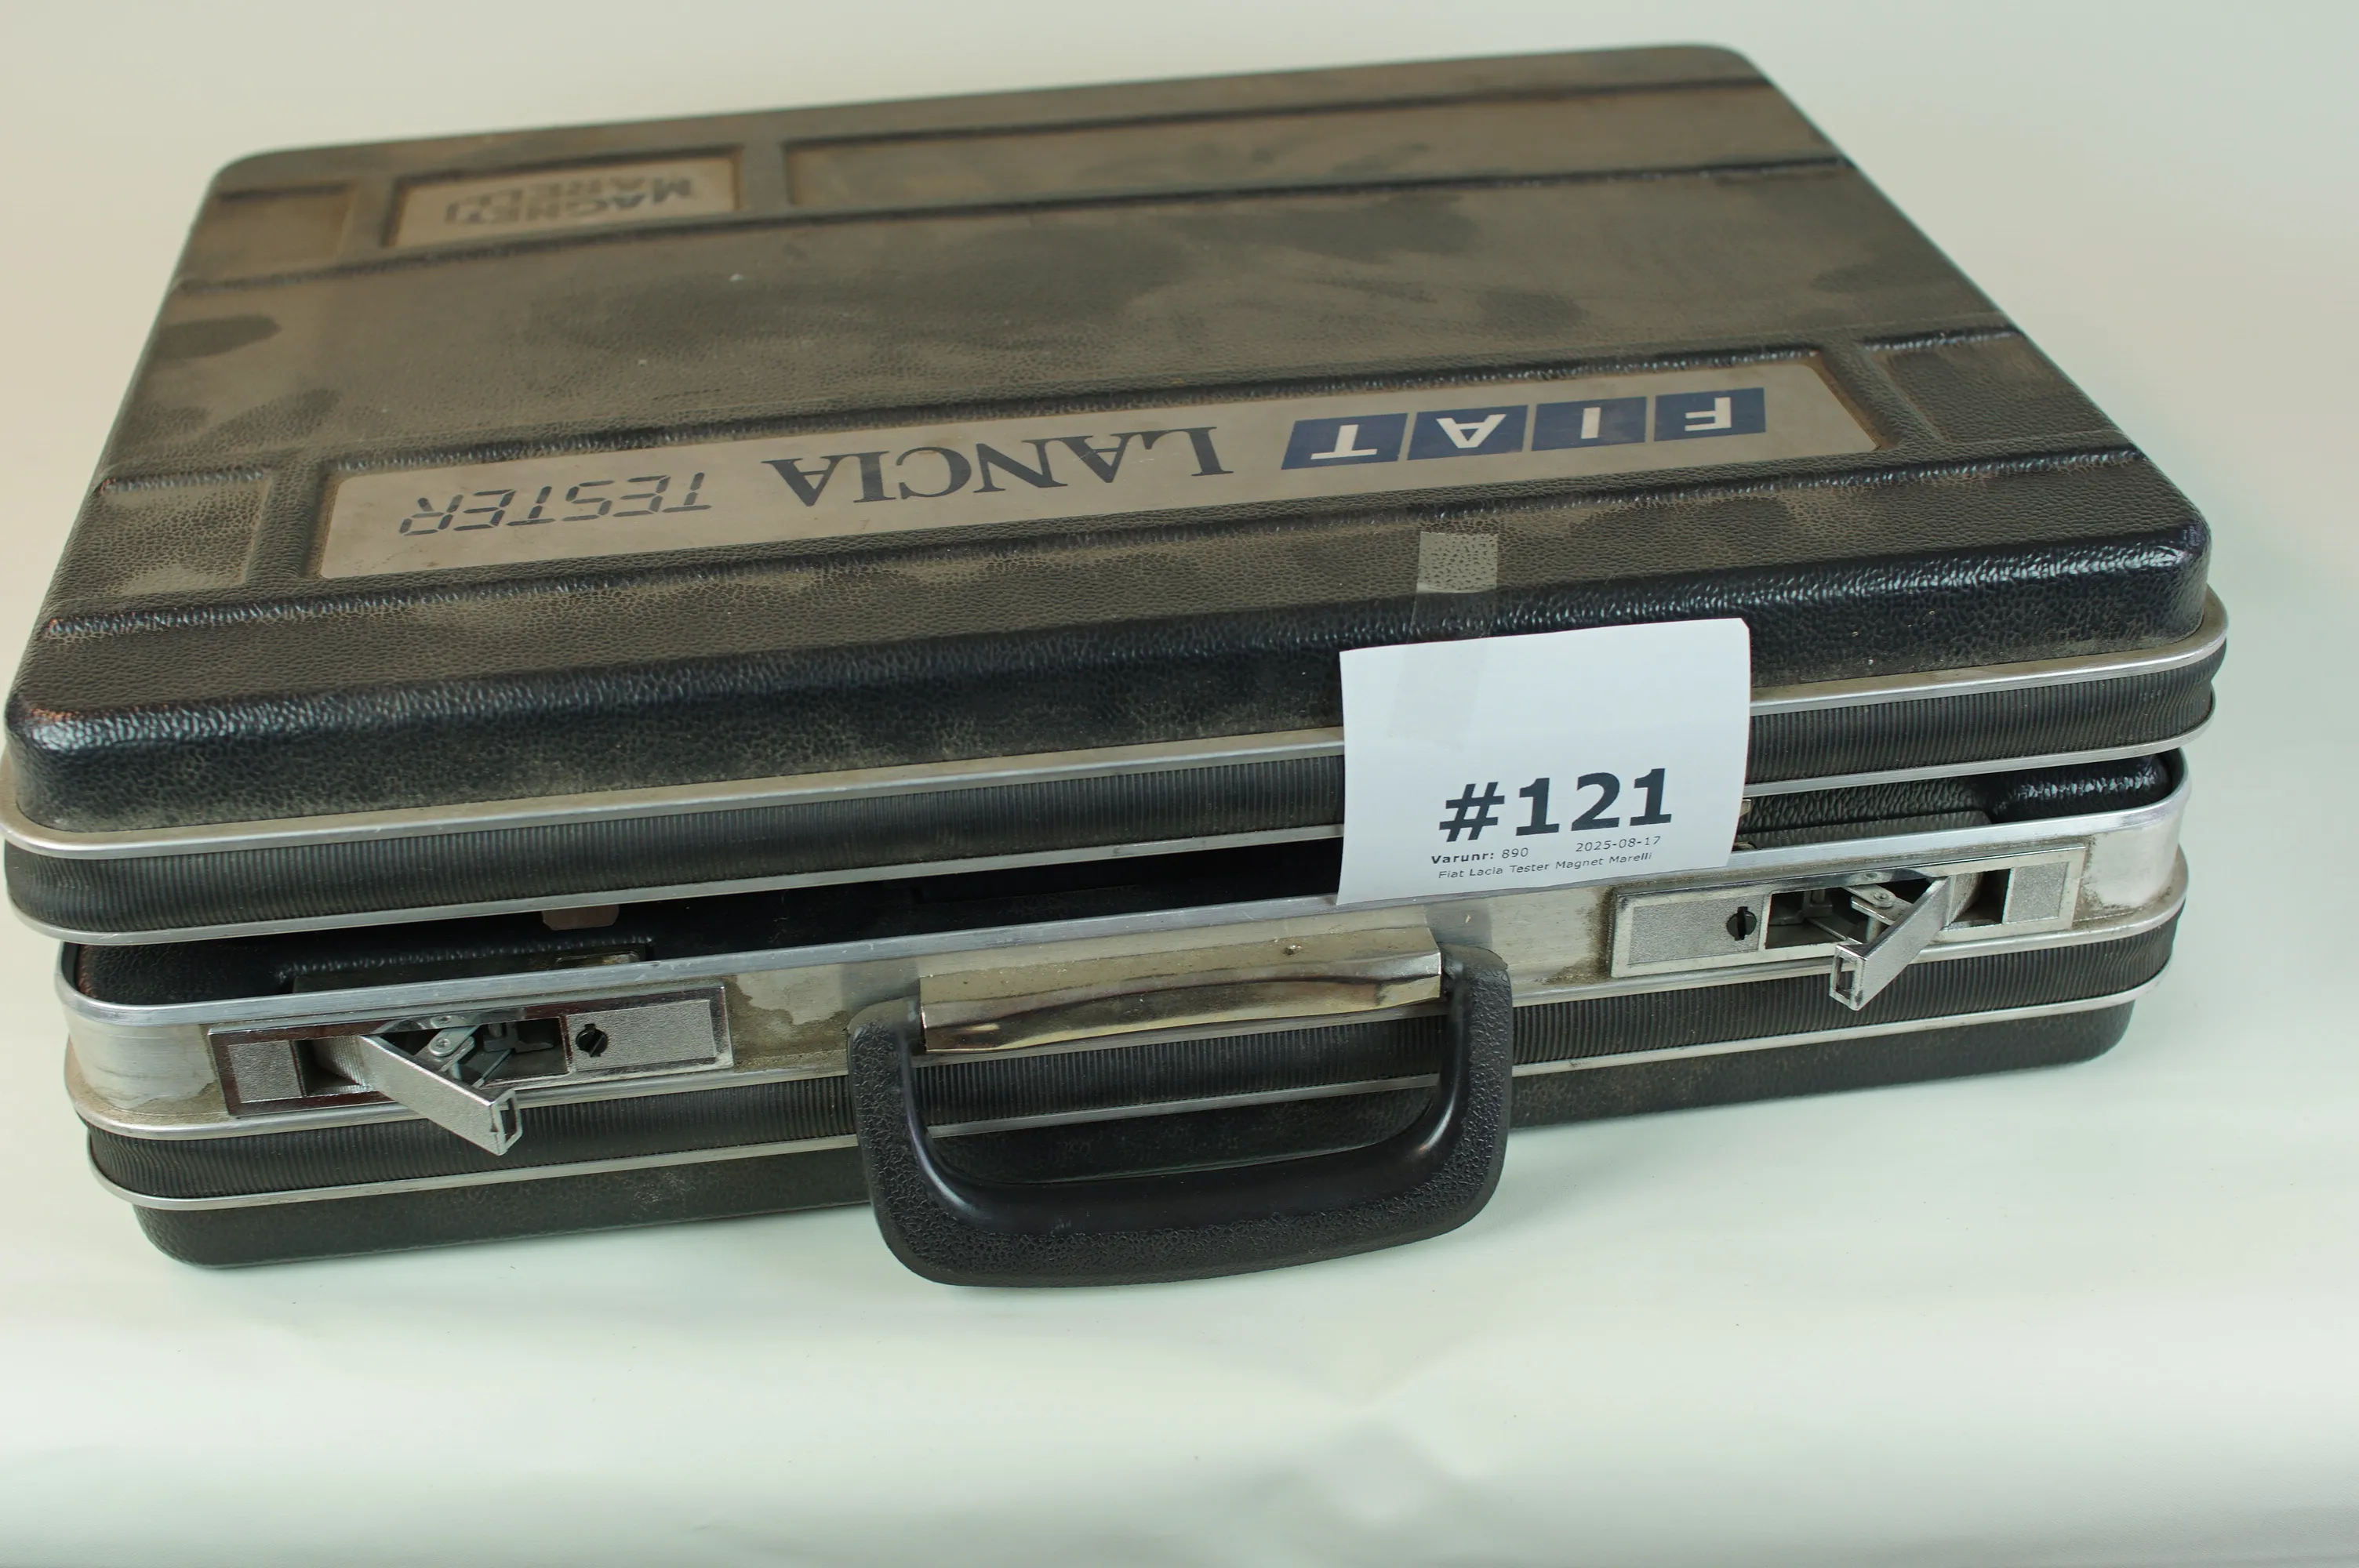 MAGNETI
MARELLI
FIAT LANCIA TESTER
#121
Varunr: 890 2025-08-17
Fiat Lacia Tester Magnet Marelli